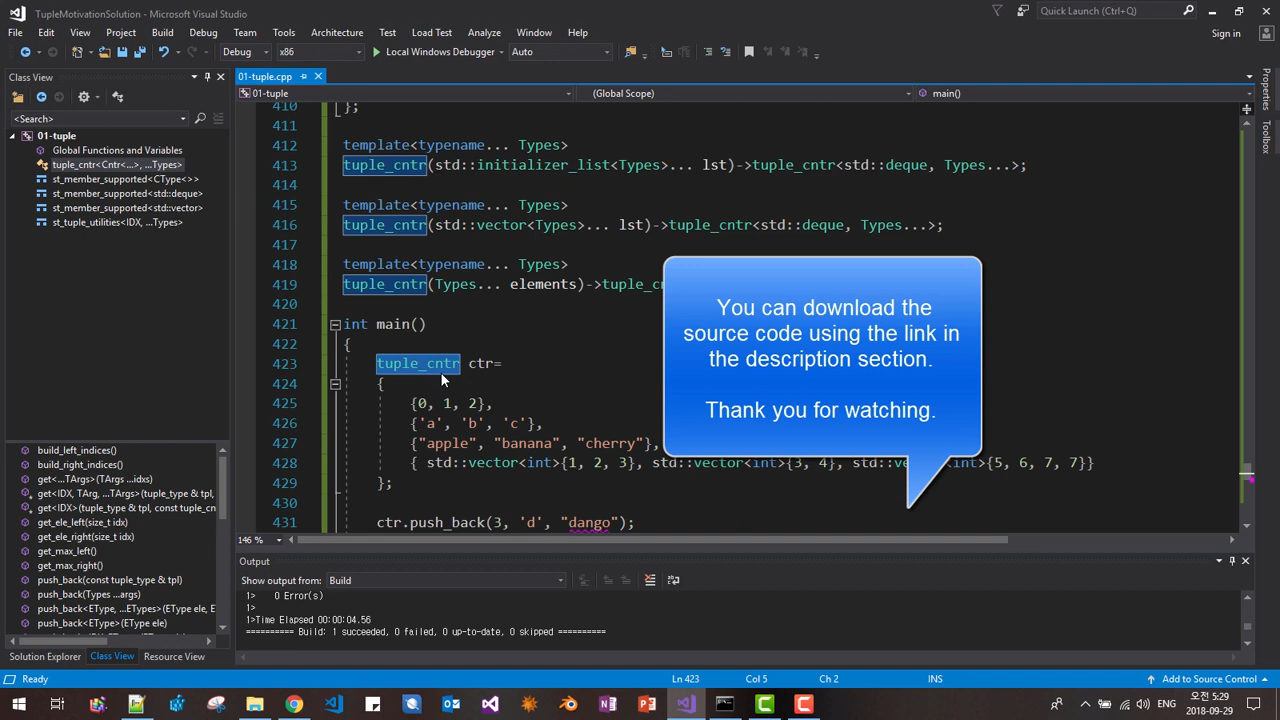 TupleMotivationSolution - Microsoft Visual Studio
Quick Launch (Ctrl+Q)
File Edit View Project Build Debug Team Tools Architecture Test Load Test Analyze Window Help
Sign in
Debug x86 Local Windows Debugger Auto
Class View
<Search>
01-tuple
Global Functions and Variables
tuple_cntr<Cntr<...>, ...Types>
st_member_supported<CType<>>
st_member_supported<std::deque>
st_member_supported<std::vector>
st_tuple_utilities<IDX, ...Types>
build_left_indices()
build_right_indices()
get<...TArgs>(TArgs ...idxs)
get<IDX, TArg, ...TArgs>(tuple_type & tpl,
get<IDX>(tuple_type & tpl, const tuple_cn
get_ele_left(size_t idx)
get_ele_right(size_t idx)
get_max_left()
get_max_right()
push_back(const tuple_type & tpl)
push_back(Types ...args)
push_back<EType, ...ETypes>(EType ele,
push_back<EType>(EType ele)
Solution Explorer Class View Resource View
01-tuple.cpp
01-tuple (Global Scope) main()
410 };
411
412 template<typename... Types>
413 tuple_cntr(std::initializer_list<Types>... lst)->tuple_cntr<std::deque, Types...>;
414
415 template<typename... Types>
416 tuple_cntr(std::vector<Types>... lst)->tuple_cntr<std::deque, Types...>;
417
418 template<typename... Types>
419 tuple_cntr(Types... elements)->tuple_c
420
421 int main()
422 {
423 tuple_cntr ctr=
424 {
425 {0, 1, 2},
426 {'a', 'b', 'c'},
427 {"apple", "banana", "cherry"},
428 { std::vector<int>{1, 2, 3}, std::vector<int>{3, 4}, std::vector<int>{5, 6, 7, 7}}
429 };
430
431 ctr.push_back(3, 'd', "dango");
You can download the
source code using the link in
the description section.
Thank you for watching.
146 %
Output
Show output from: Build
1> 0 Error(s)
1>
1>Time Elapsed 00:00:04.56
========== Build: 1 succeeded, 0 failed, 0 up-to-date, 0 skipped ==========
Properties
Toolbox
Ready Ln 423 Col 5 Ch 2 INS Add to Source Control
오전 5:29
2018-09-29